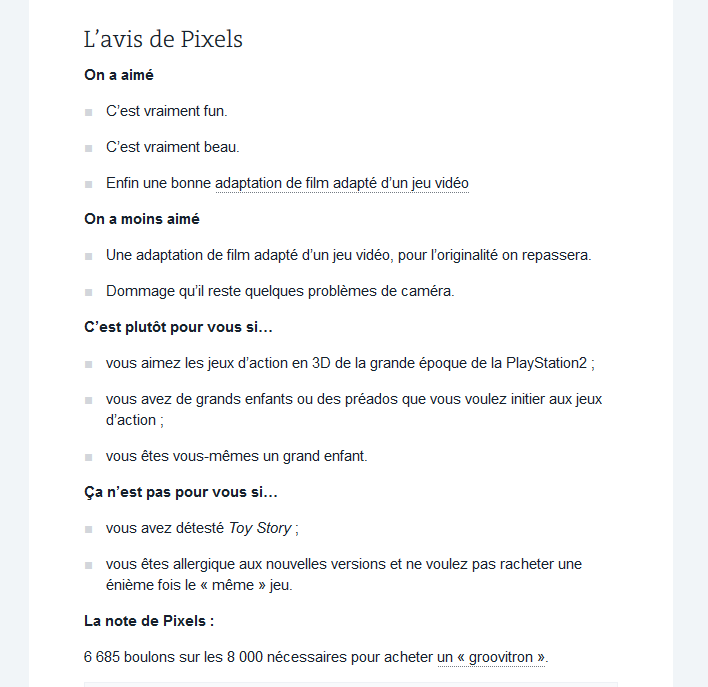 L’avis de Pixels
On a aimé
C’est vraiment fun.
C’est vraiment beau.
Enfin une bonne adaptation de film adapté d’un jeu vidéo
On a moins aimé
Une adaptation de film adapté d’un jeu vidéo, pour l’originalité on repassera.
Dommage qu’il reste quelques problèmes de caméra.
C’est plutôt pour vous si…
vous aimez les jeux d’action en 3D de la grande époque de la PlayStation2 ;
vous avez de grands enfants ou des préados que vous voulez initier aux jeux
d’action ;
vous êtes vous-mêmes un grand enfant.
Ça n’est pas pour vous si…
vous avez détesté Toy Story ;
vous êtes allergique aux nouvelles versions et ne voulez pas racheter une
énième fois le « même » jeu.
La note de Pixels :
6 685 boulons sur les 8 000 nécessaires pour acheter un « groovitron ».